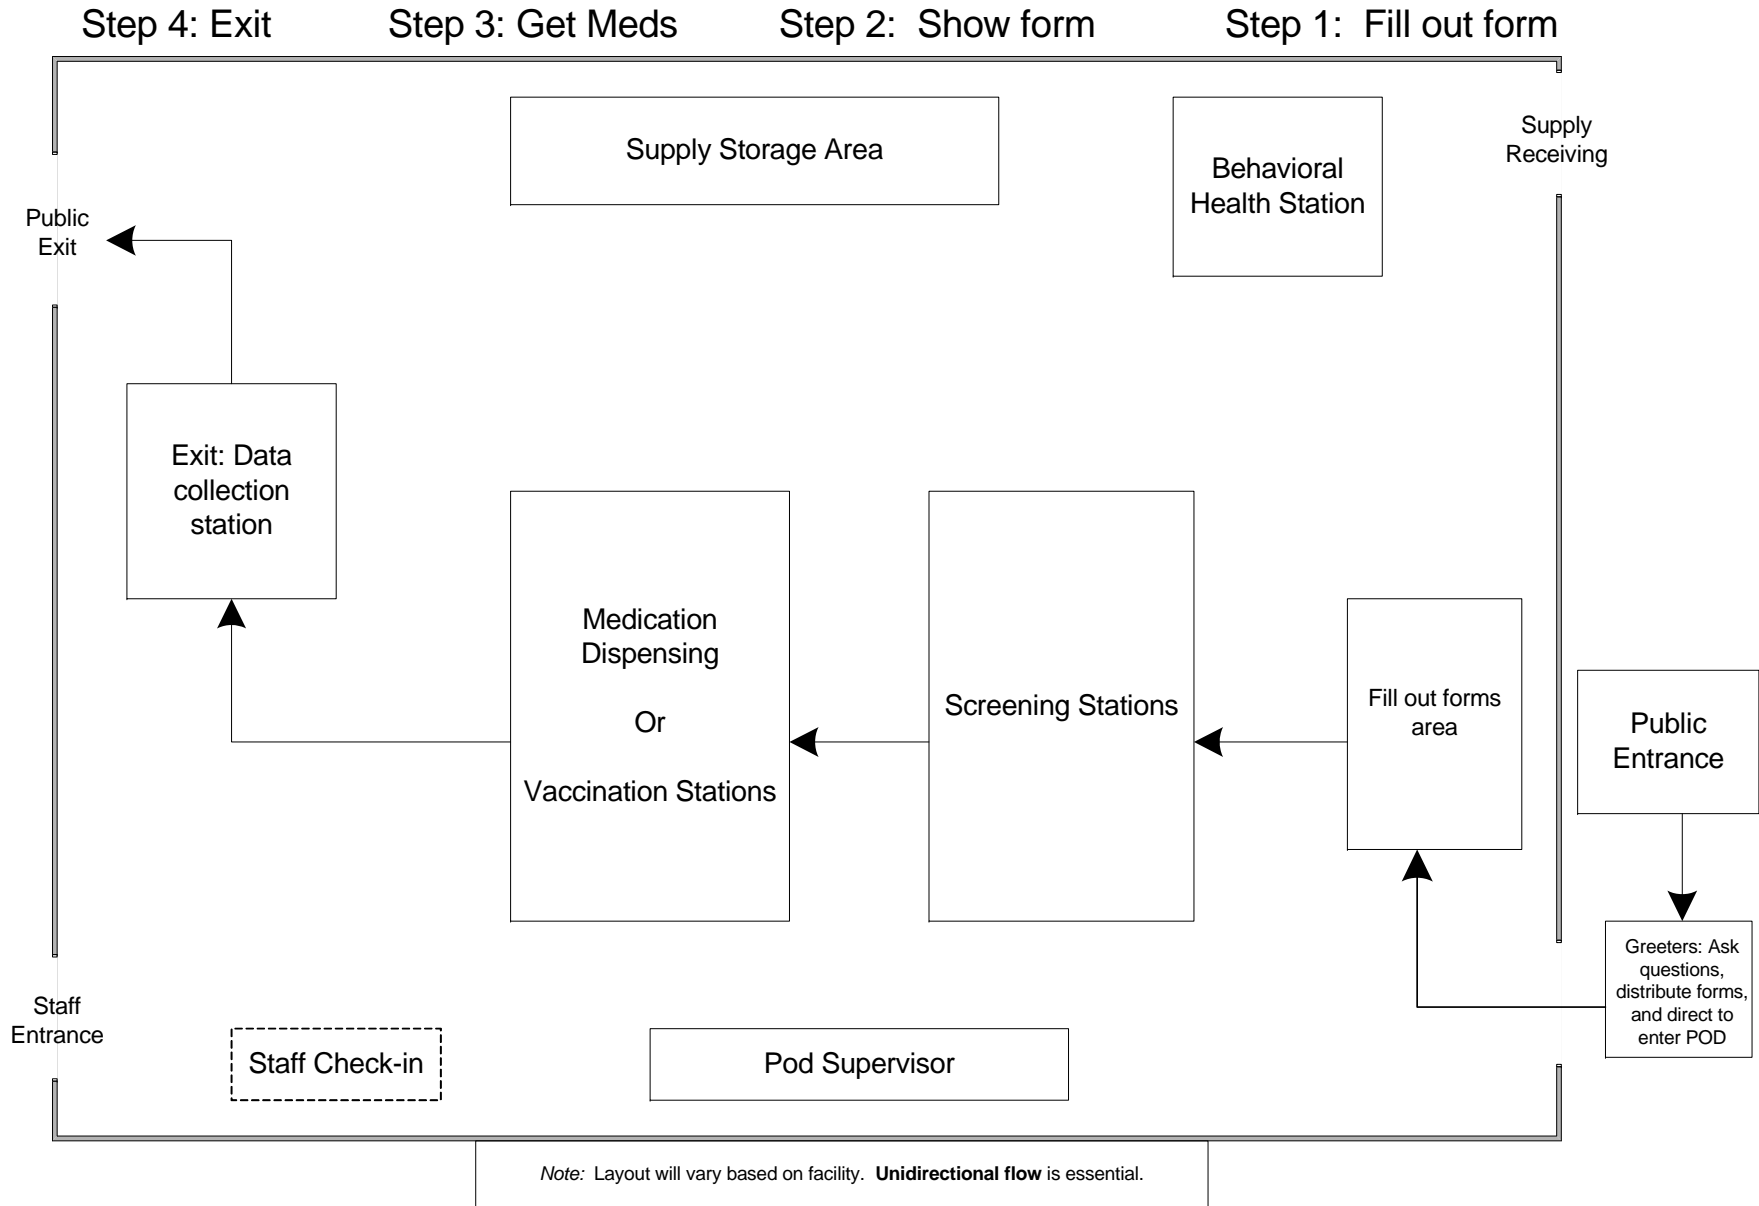 Step 4: Exit
Step 3: Get Meds
Step 2:  Show form
Step 1:  Fill out form
Supply Storage Area
Behavioral
Health Station
Supply
Receiving
Public
Exit
Exit: Data
collection
station
Medication
Dispensing
Or
Vaccination Stations
Screening Stations
Fill out forms
area
Public
Entrance
Greeters: Ask
questions,
distribute forms,
and direct to
enter POD
Staff
Entrance
Staff Check-in
Pod Supervisor
Note:  Layout will vary based on facility.  Unidirectional flow is essential.